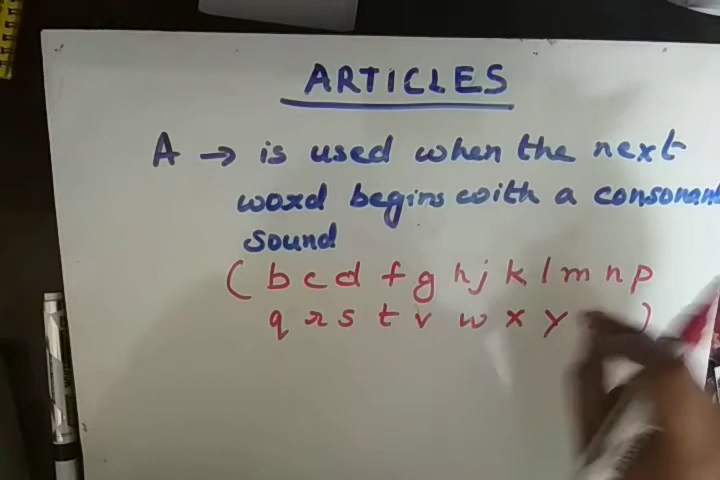 ARTICLES
A → is used when the next
word begins with a consonant
sound
( b c d f g h j k l m n p
q r s t v w x y )